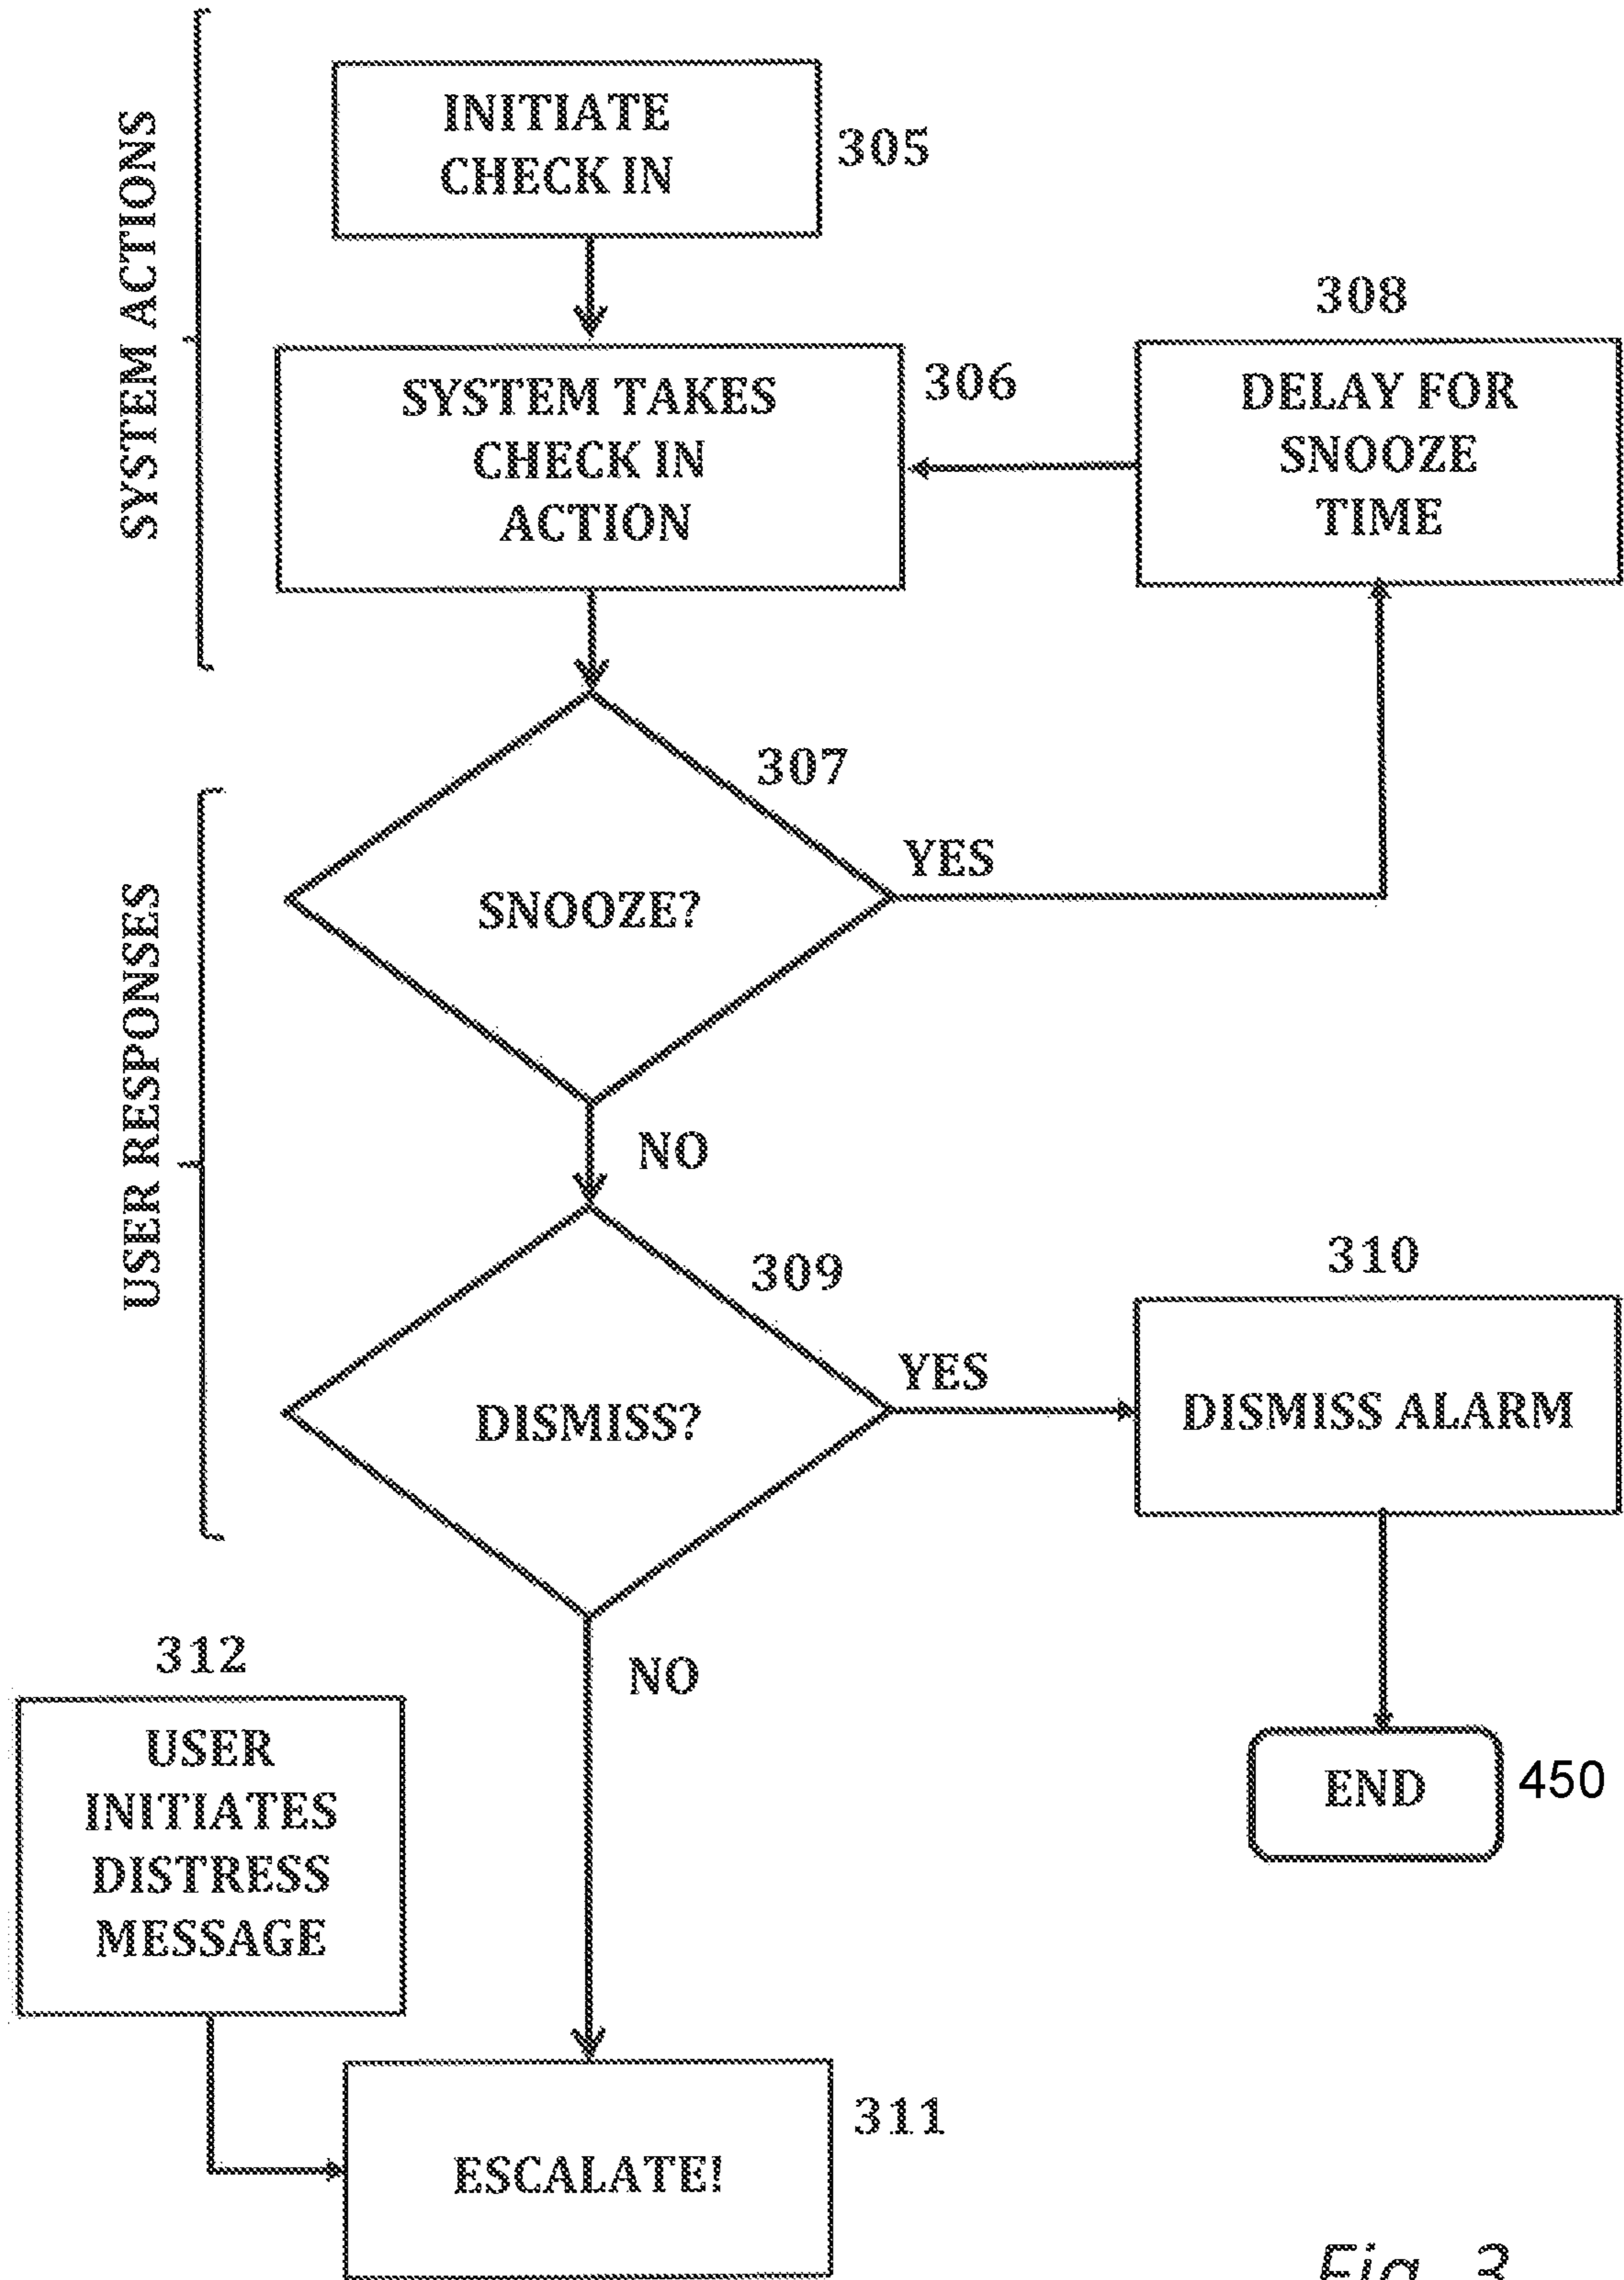 SYSTEM ACTIONS
INITIATE
CHECK IN
305
SYSTEM TAKES
CHECK IN
ACTION
306
308
DELAY FOR
SNOOZE
TIME
USER RESPONSES
307
SNOOZE?
YES
NO
309
DISMISS?
YES
310
DISMISS ALARM
NO
END
450
312
USER
INITIATES
DISTRESS
MESSAGE
311
ESCALATE!
Fig. 3